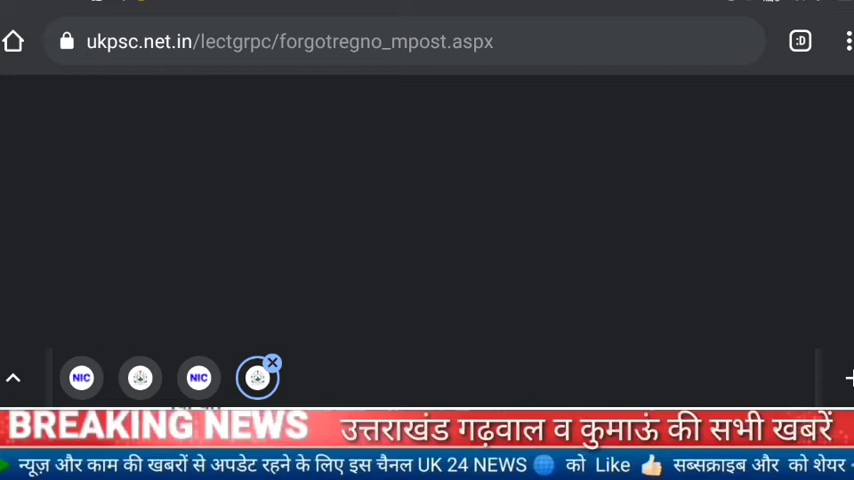 ukpsc.net.in/lectgrpc/forgotregno_mpost.aspx
:D
NIC
NIC
BREAKING NEWS उत्तराखंड गढ़वाल व कुमाऊं की सभी खबरें
न्यूज़ और काम की खबरों से अपडेट रहने के लिए इस चैनल UK 24 NEWS 🌐 को Like 👍 सब्सक्राइब और को शेयर